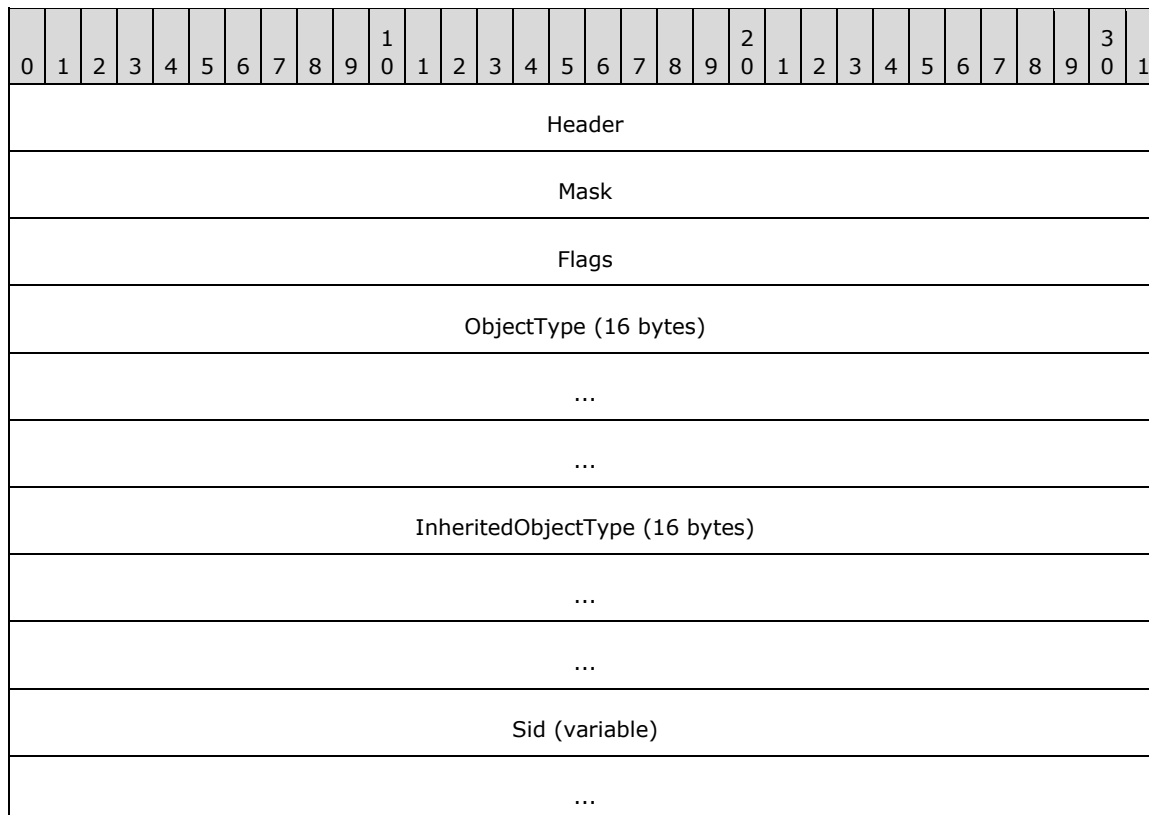 0 1 2 3 4 5 6 7 8 9 1 0 1 2 3 4 5 6 7 8 9 2 0 1 2 3 4 5 6 7 8 9 3 0 1
Header
Mask
Flags
ObjectType (16 bytes)
...
...
InheritedObjectType (16 bytes)
...
...
Sid (variable)
...